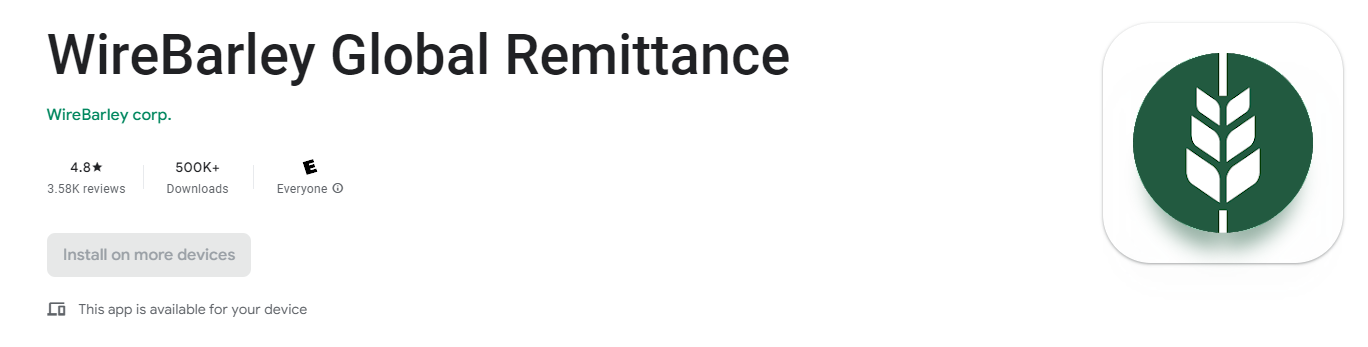 WireBarley Global Remittance
WireBarley corp.
4.8★ 500K+ E
3.58K reviews Downloads Everyone
Install on more devices
This app is available for your device